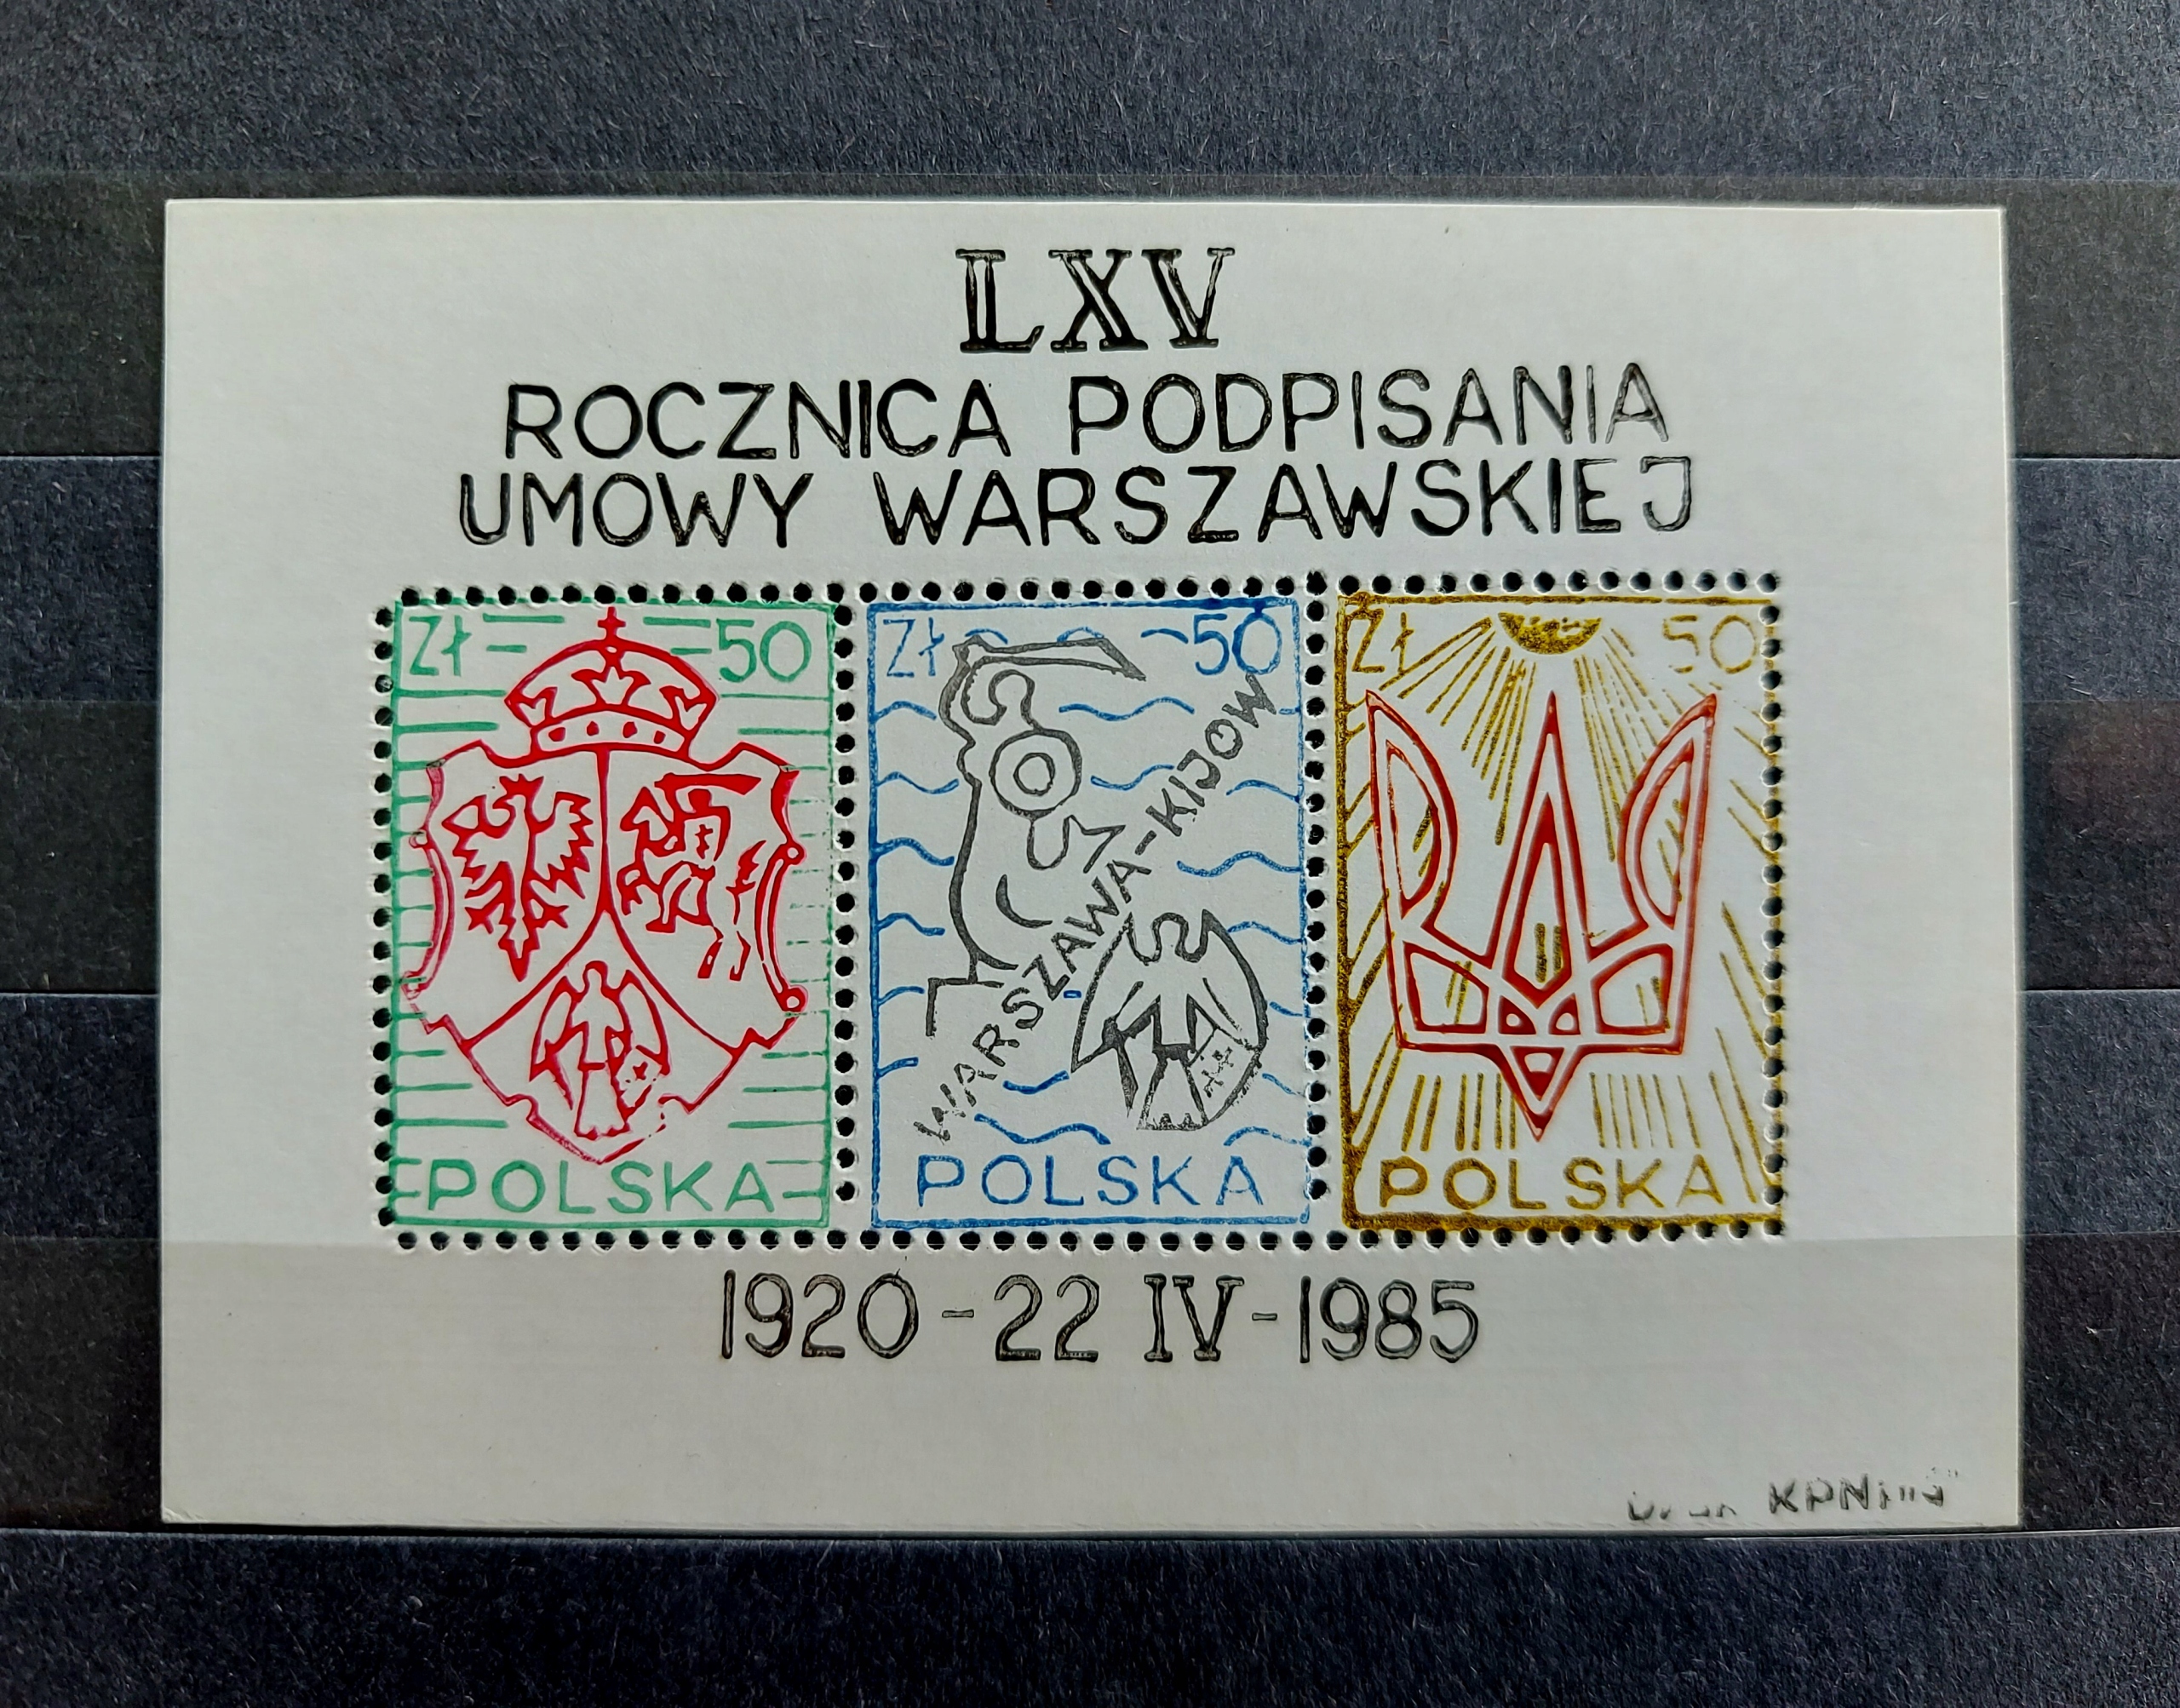 LXV
ROCZNICA PODPISANIA
UMOWY WARSZAWSKIEJ
ZŁ 50
POLSKA
ZŁ 50
WARSZAWA-KIJOW
POLSKA
ZŁ 50
POLSKA
1920-22 IV-1985